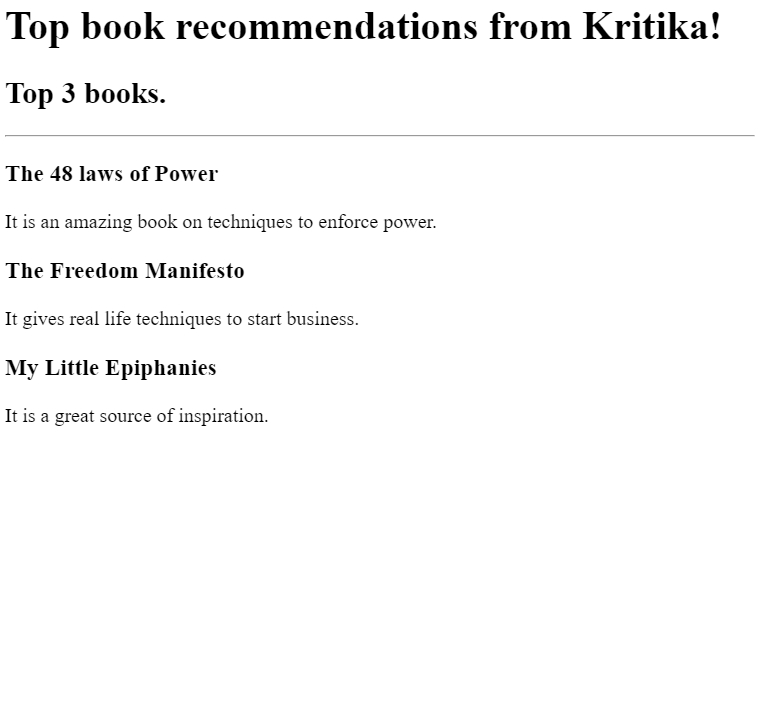 Top book recommendations from Kritika!
Top 3 books.
The 48 laws of Power
It is an amazing book on techniques to enforce power.
The Freedom Manifesto
It gives real life techniques to start business.
My Little Epiphanies
It is a great source of inspiration.